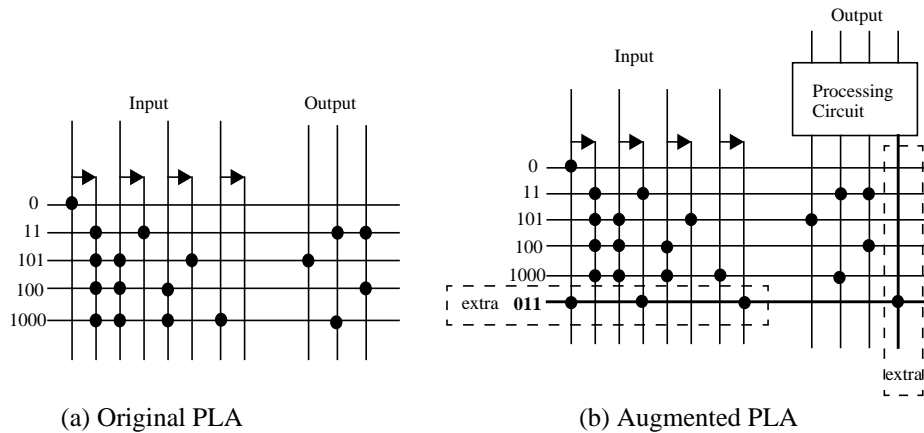 Input
Output
0
11
101
100
1000
(a) Original PLA
Output
Input
Processing
Circuit
0
11
101
100
1000
extra 011
extra
(b) Augmented PLA